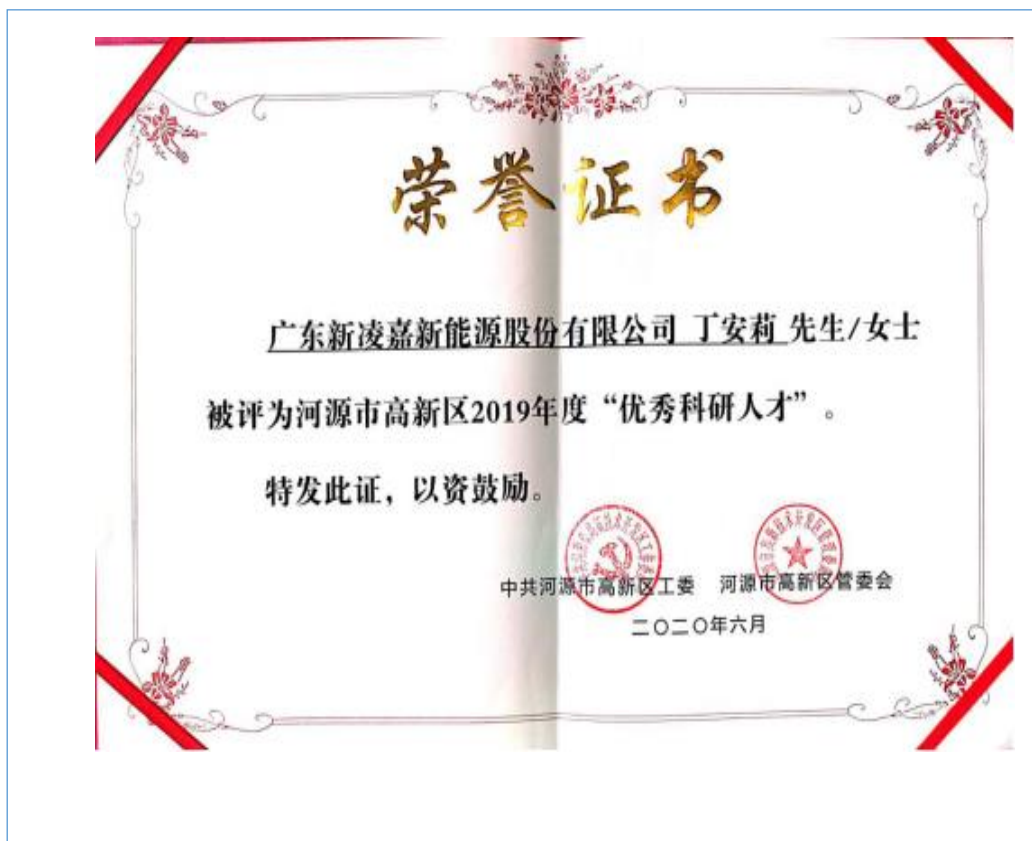 荣誉证书
广东新凌嘉新能源股份有限公司 丁安莉 先生/女士
被评为河源市高新区2019年度“优秀科研人才”。
特发此证，以资鼓励。
中共河源市高新区工委 河源市高新区管委会
二〇二〇年六月